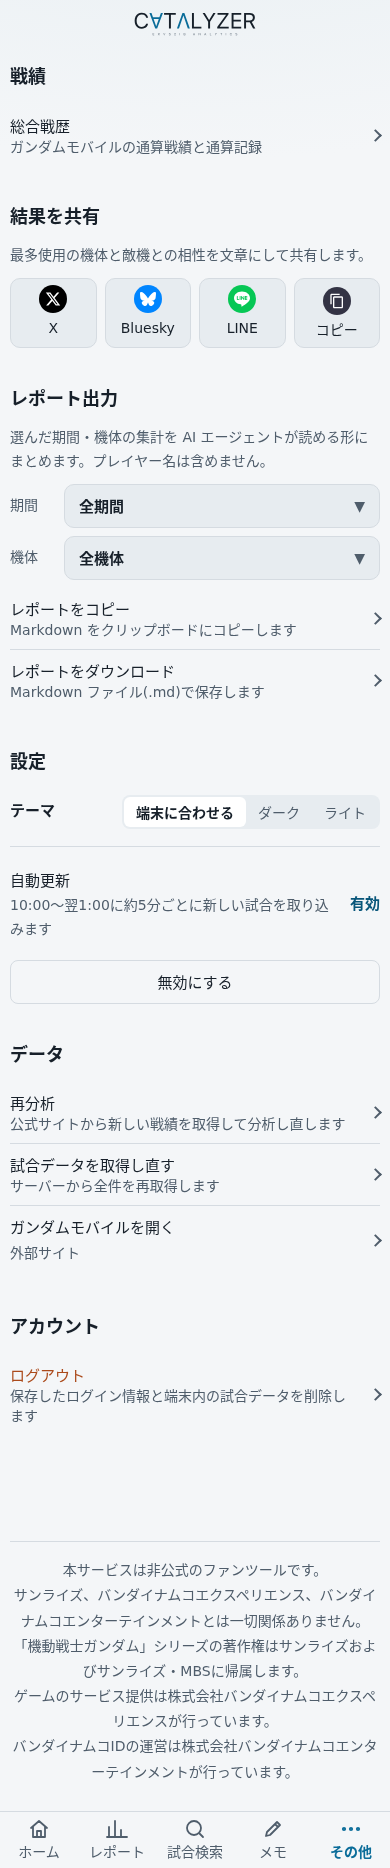 CATALYZER
戦績
総合戦歴
ガンダムモバイルの通算戦績と通算記録
結果を共有
最多使用の機体と敵機との相性を文章にして共有します。
X
Bluesky
LINE
コピー
レポート出力
選んだ期間・機体の集計を AI エージェントが読める形に
まとめます。プレイヤー名は含めません。
期間
全期間
機体
全機体
レポートをコピー
Markdown をクリップボードにコピーします
レポートをダウンロード
Markdown ファイル(.md)で保存します
設定
テーマ
端末に合わせる
ダーク
ライト
自動更新
10:00〜翌1:00に約5分ごとに新しい試合を取り込
みます
有効
無効にする
データ
再分析
公式サイトから新しい戦績を取得して分析し直します
試合データを取得し直す
サーバーから全件を再取得します
ガンダムモバイルを開く
外部サイト
アカウント
ログアウト
保存したログイン情報と端末内の試合データを削除し
ます
本サービスは非公式のファンツールです。
サンライズ、バンダイナムコエクスペリエンス、バンダイ
ナムコエンターテインメントとは一切関係ありません。
「機動戦士ガンダム」シリーズの著作権はサンライズおよ
びサンライズ・MBSに帰属します。
ゲームのサービス提供は株式会社バンダイナムコエクスペ
リエンスが行っています。
バンダイナムコIDの運営は株式会社バンダイナムコエンタ
ーテインメントが行っています。
ホーム
レポート
試合検索
メモ
その他